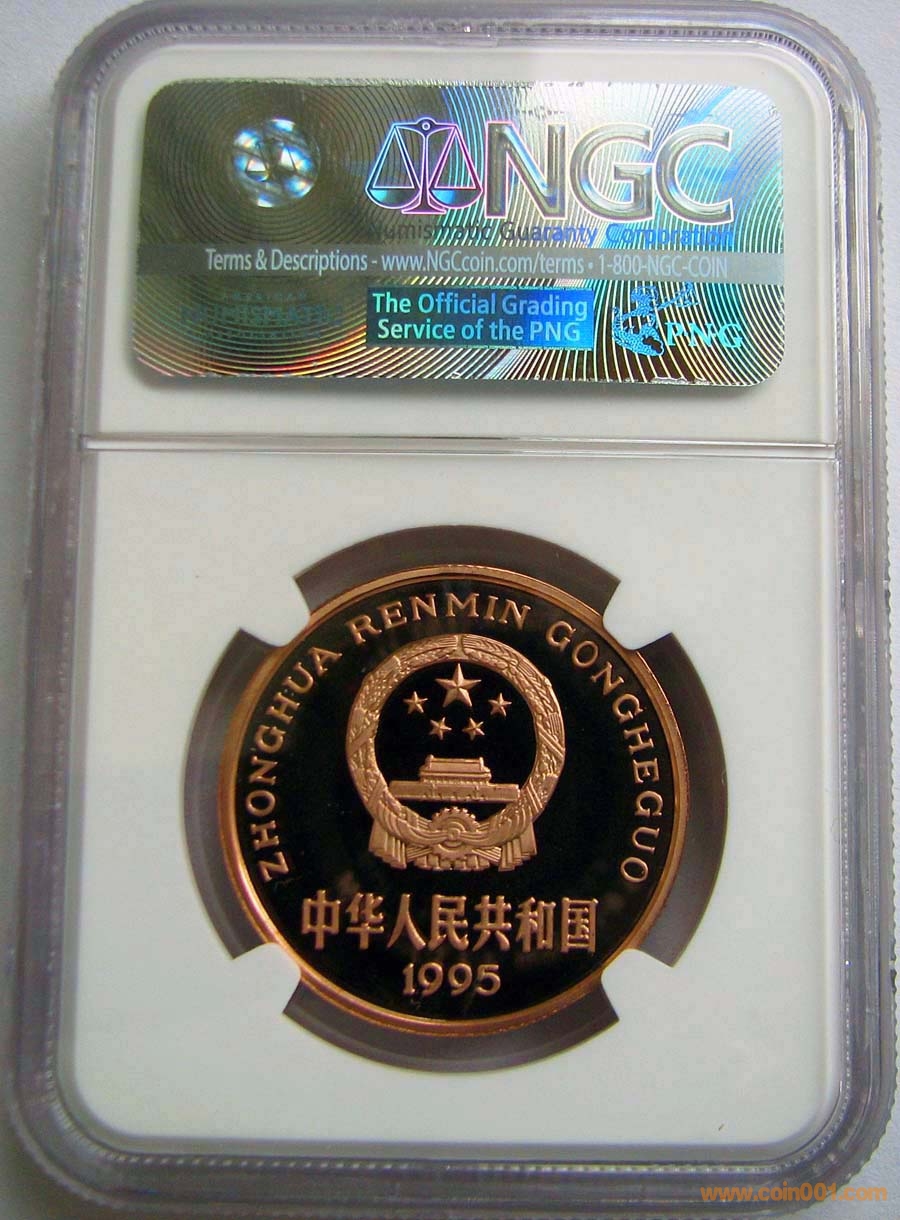 NGC
Numismatic Guaranty Corporation
Terms & Descriptions - www.NGCcoin.com/terms • 1-800-NGC-COIN
The Official Grading
Service of the PNG
PNG
ZHONGHUA RENMIN GONGHEGUO
中华人民共和国
1995
www.coin001.com